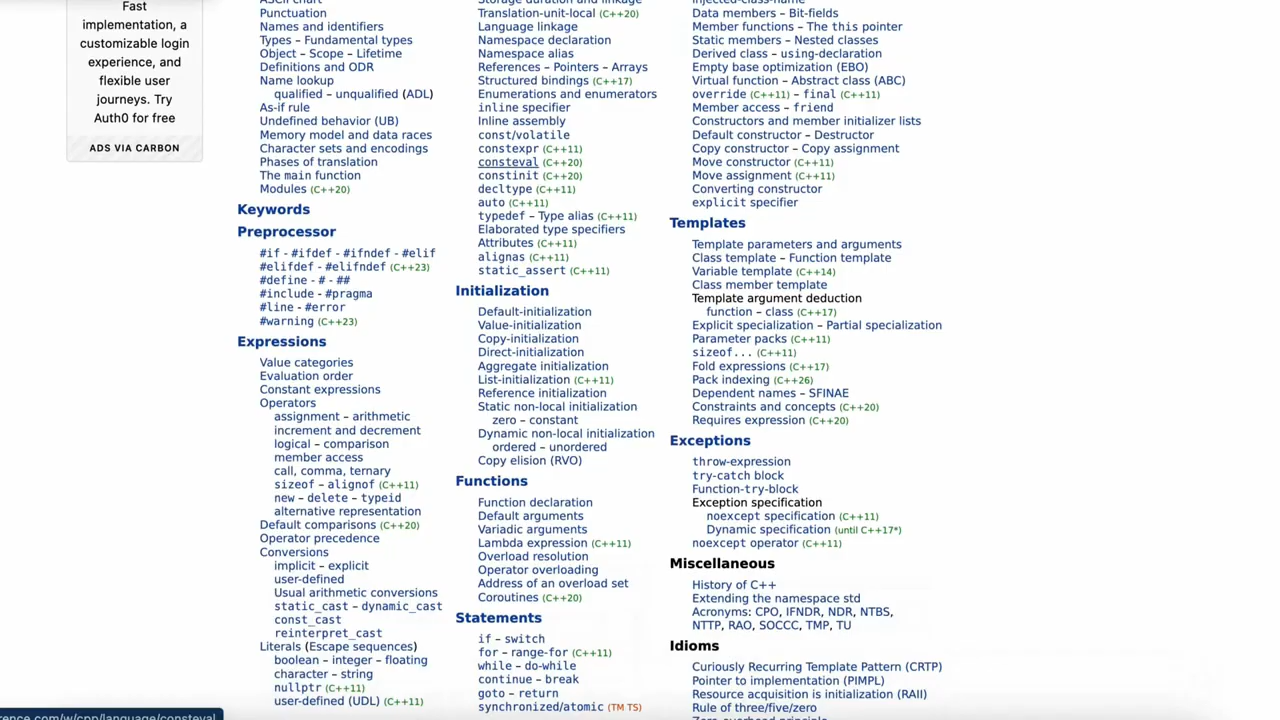 Fast
implementation, a
customizable login
experience, and
flexible user
journeys. Try
Auth0 for free
ADS VIA CARBON
ASCII chart
Punctuation
Names and identifiers
Types – Fundamental types
Object – Scope – Lifetime
Definitions and ODR
Name lookup
qualified – unqualified (ADL)
As-if rule
Undefined behavior (UB)
Memory model and data races
Character sets and encodings
Phases of translation
The main function
Modules (C++20)
Keywords
Preprocessor
#if - #ifdef - #ifndef - #elif
#elifdef - #elifndef (C++23)
#define - # - ##
#include - #pragma
#line - #error
#warning (C++23)
Expressions
Value categories
Evaluation order
Constant expressions
Operators
assignment – arithmetic
increment and decrement
logical – comparison
member access
call, comma, ternary
sizeof – alignof (C++11)
new – delete – typeid
alternative representation
Default comparisons (C++20)
Operator precedence
Conversions
implicit – explicit
user-defined
Usual arithmetic conversions
static_cast – dynamic_cast
const_cast
reinterpret_cast
Literals (Escape sequences)
boolean – integer – floating
character – string
nullptr (C++11)
user-defined (UDL) (C++11)
Storage duration and linkage
Translation-unit-local (C++20)
Language linkage
Namespace declaration
Namespace alias
References – Pointers – Arrays
Structured bindings (C++17)
Enumerations and enumerators
inline specifier
Inline assembly
const/volatile
constexpr (C++11)
consteval (C++20)
constinit (C++20)
decltype (C++11)
auto (C++11)
typedef – Type alias (C++11)
Elaborated type specifiers
Attributes (C++11)
alignas (C++11)
static_assert (C++11)
Initialization
Default-initialization
Value-initialization
Copy-initialization
Direct-initialization
Aggregate initialization
List-initialization (C++11)
Reference initialization
Static non-local initialization
zero – constant
Dynamic non-local initialization
ordered – unordered
Copy elision (RVO)
Functions
Function declaration
Default arguments
Variadic arguments
Lambda expression (C++11)
Overload resolution
Operator overloading
Address of an overload set
Coroutines (C++20)
Statements
if – switch
for – range-for (C++11)
while – do-while
continue – break
goto – return
synchronized/atomic (TM TS)
injected-class-name
Data members – Bit-fields
Member functions – The this pointer
Static members – Nested classes
Derived class – using-declaration
Empty base optimization (EBO)
Virtual function – Abstract class (ABC)
override (C++11) – final (C++11)
Member access – friend
Constructors and member initializer lists
Default constructor – Destructor
Copy constructor – Copy assignment
Move constructor (C++11)
Move assignment (C++11)
Converting constructor
explicit specifier
Templates
Template parameters and arguments
Class template – Function template
Variable template (C++14)
Class member template
Template argument deduction
function – class (C++17)
Explicit specialization – Partial specialization
Parameter packs (C++11)
sizeof... (C++11)
Fold expressions (C++17)
Pack indexing (C++26)
Dependent names – SFINAE
Constraints and concepts (C++20)
Requires expression (C++20)
Exceptions
throw-expression
try-catch block
Function-try-block
Exception specification
noexcept specification (C++11)
Dynamic specification (until C++17*)
noexcept operator (C++11)
Miscellaneous
History of C++
Extending the namespace std
Acronyms: CPO, IFNDR, NDR, NTBS,
NTTP, RAO, SOCCC, TMP, TU
Idioms
Curiously Recurring Template Pattern (CRTP)
Pointer to implementation (PIMPL)
Resource acquisition is initialization (RAII)
Rule of three/five/zero
Zero-overhead principle
rence.com/w/cpp/language/consteval